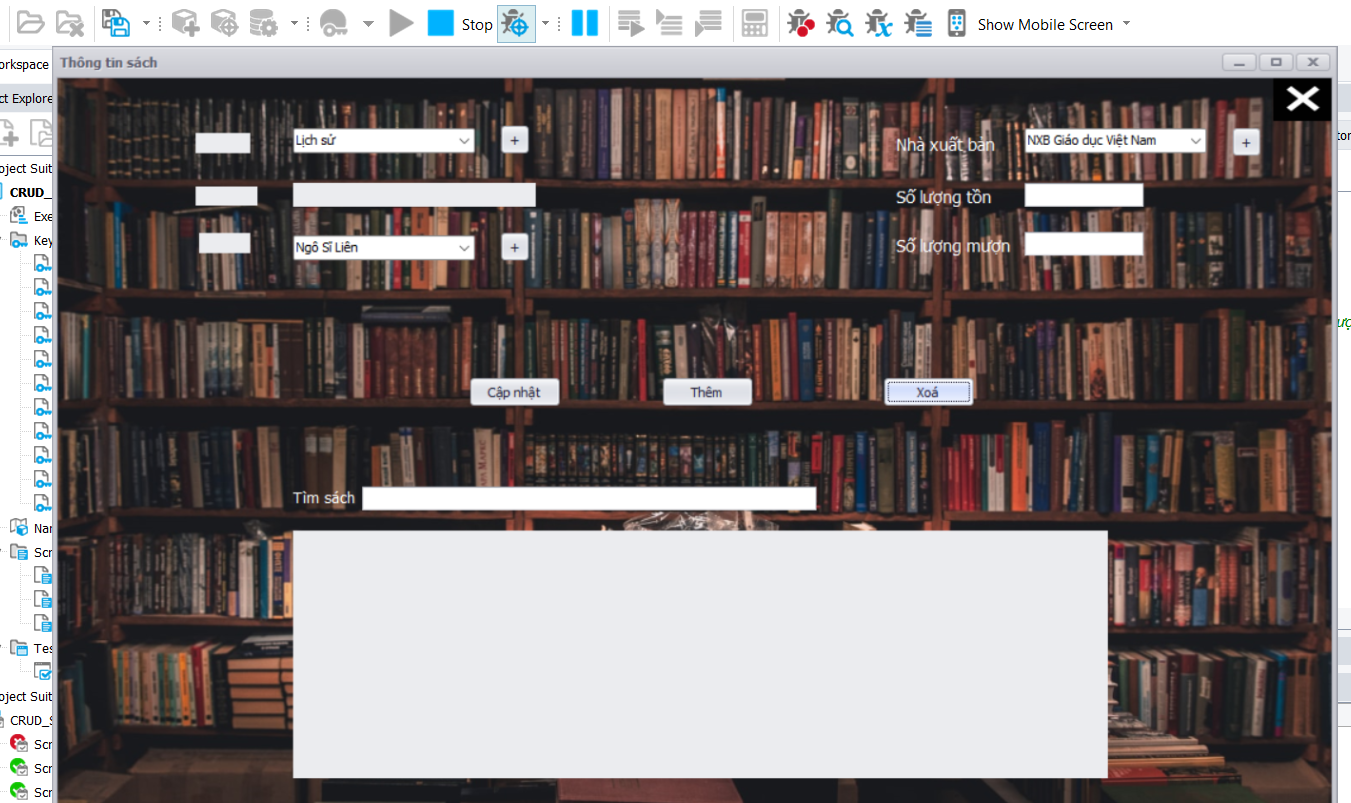 Stop
Show Mobile Screen
orkspace
Thông tin sách
ct Explore
Lịch sử
+
Nhà xuất bản
NXB Giáo dục Việt Nam
+
tor
oject Suit
CRUD_
Số lượng tồn
Exe
Key
Ngô Sĩ Liên
+
Số lượng mượn
ượ
Cập nhật
Thêm
Xoá
Tìm sách
Nar
Scr
Tes
oject Suit
CRUD_S
Scr
Scr
Scr